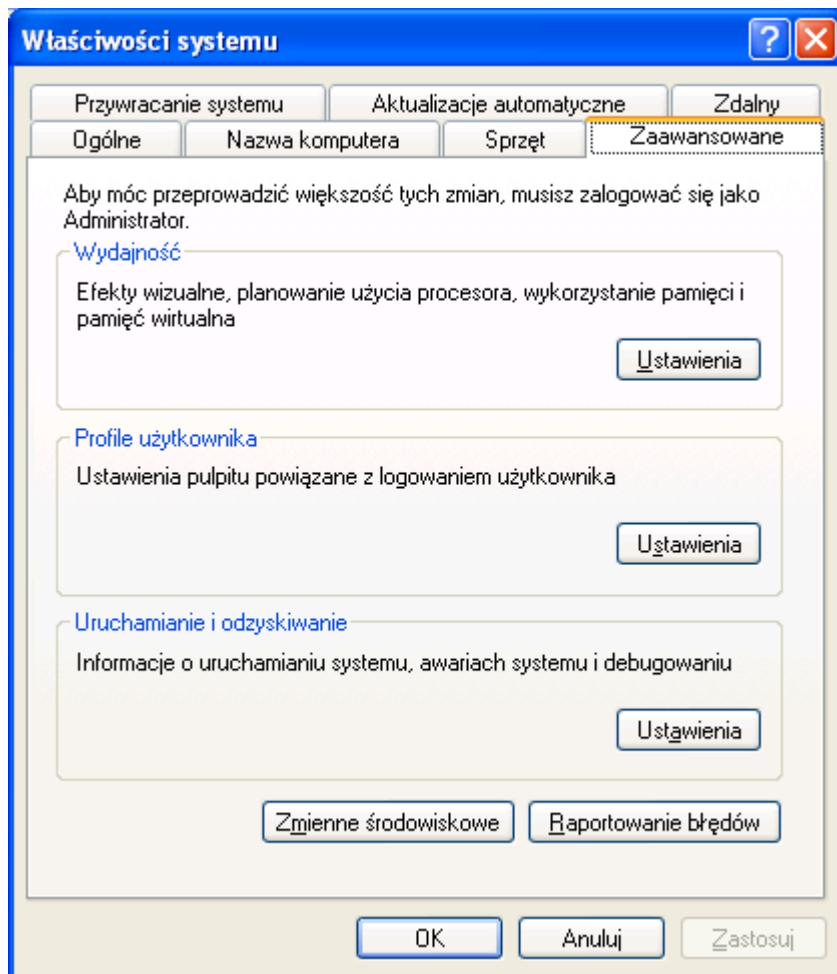 Właściwości systemu
Przywracanie systemu
Aktualizacje automatyczne
Zdalny
Ogólne
Nazwa komputera
Sprzęt
Zaawansowane
Aby móc przeprowadzić większość tych zmian, musisz zalogować się jako
Administrator.
Wydajność
Efekty wizualne, planowanie użycia procesora, wykorzystanie pamięci i
pamięć wirtualna
Ustawienia
Profile użytkownika
Ustawienia pulpitu powiązane z logowaniem użytkownika
Ustawienia
Uruchamianie i odzyskiwanie
Informacje o uruchamianiu systemu, awariach systemu i debugowaniu
Ustawienia
Zmienne środowiskowe
Raportowanie błędów
OK
Anuluj
Zastosuj